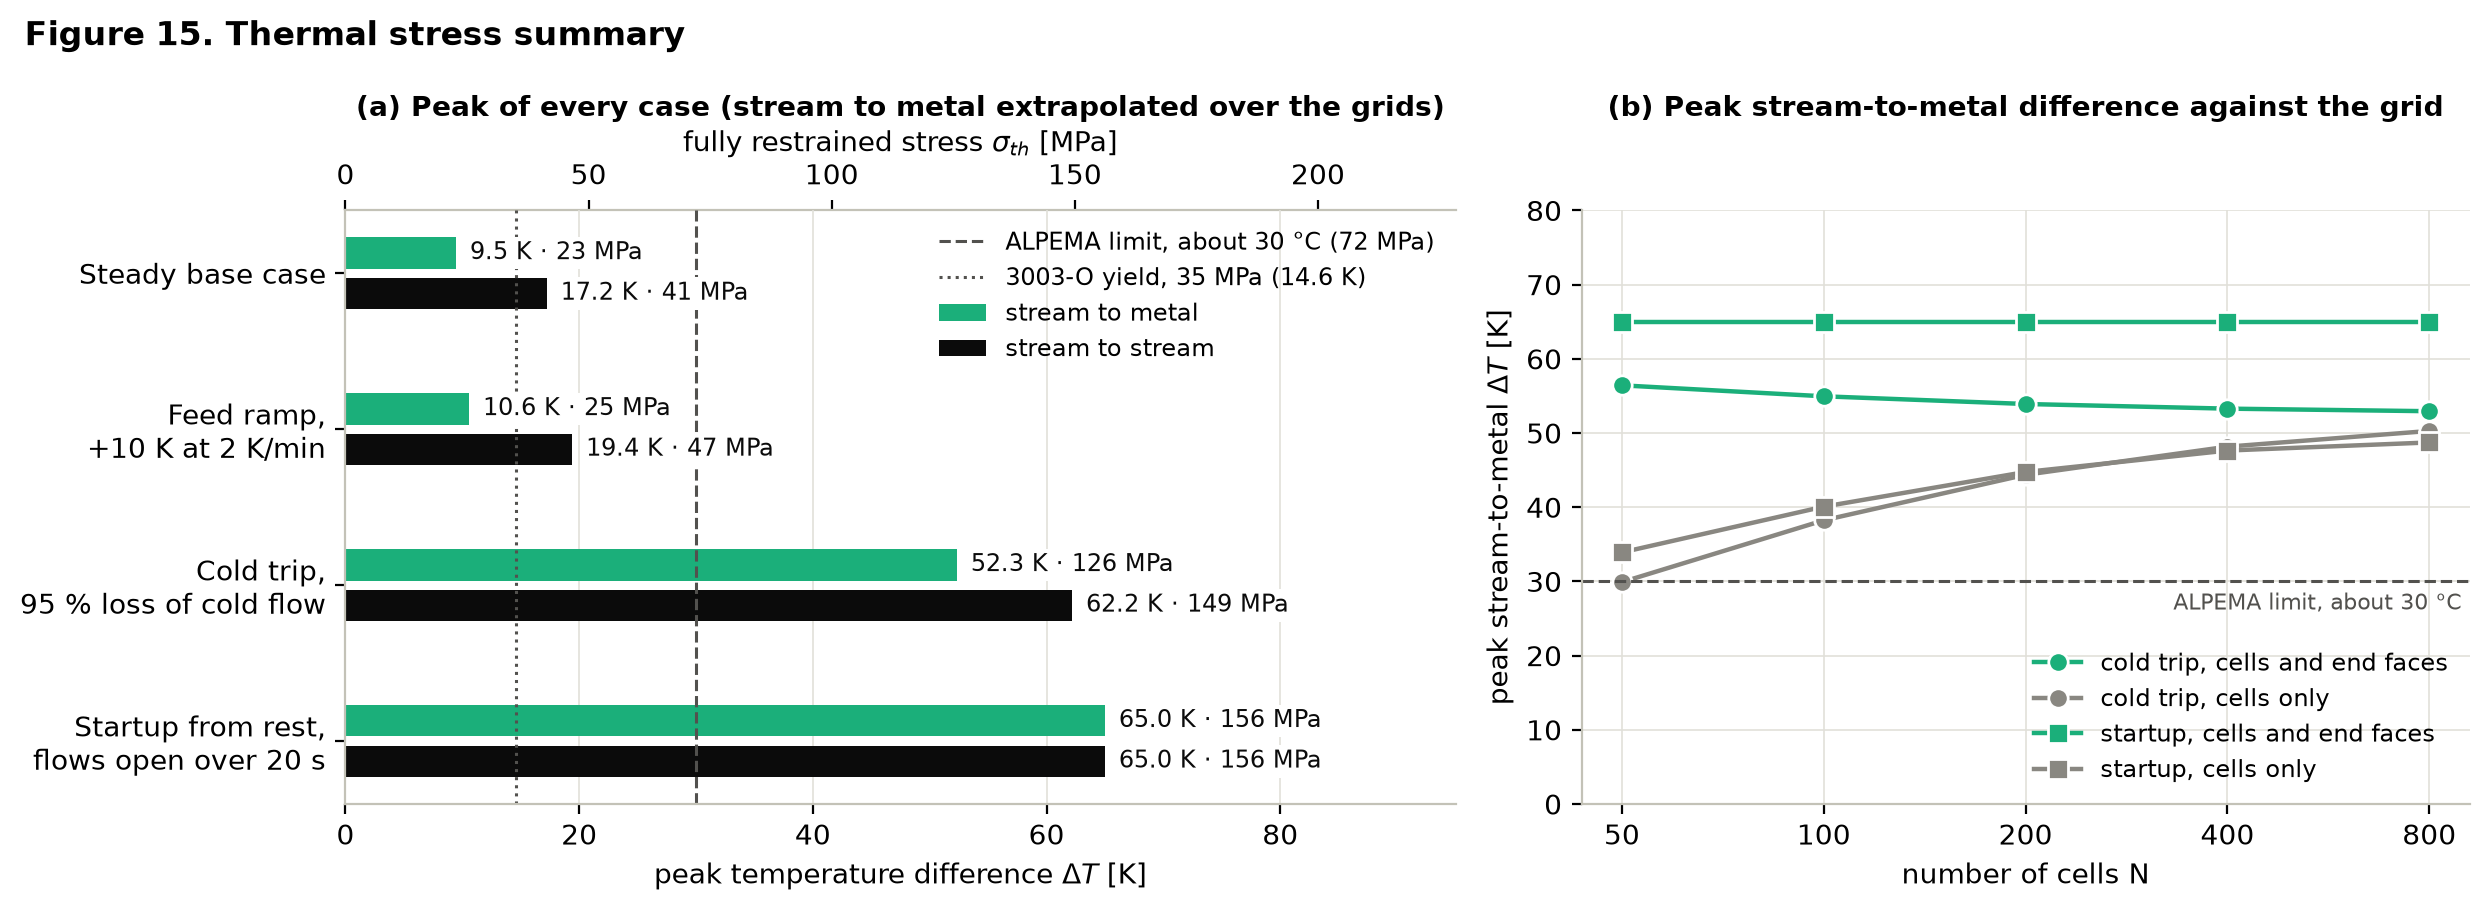 Figure 15. Thermal stress summary
(a) Peak of every case (stream to metal extrapolated over the grids)
fully restrained stress σth [MPa]
0 50 100 150 200
ALPEMA limit, about 30 °C (72 MPa)
3003-O yield, 35 MPa (14.6 K)
stream to metal
stream to stream
Steady base case
9.5 K · 23 MPa
17.2 K · 41 MPa
Feed ramp,
+10 K at 2 K/min
10.6 K · 25 MPa
19.4 K · 47 MPa
Cold trip,
95 % loss of cold flow
52.3 K · 126 MPa
62.2 K · 149 MPa
Startup from rest,
flows open over 20 s
65.0 K · 156 MPa
65.0 K · 156 MPa
0 20 40 60 80
peak temperature difference ΔT [K]
(b) Peak stream-to-metal difference against the grid
peak stream-to-metal ΔT [K]
80
70
60
50
40
30
20
10
0
ALPEMA limit, about 30 °C
cold trip, cells and end faces
cold trip, cells only
startup, cells and end faces
startup, cells only
50 100 200 400 800
number of cells N